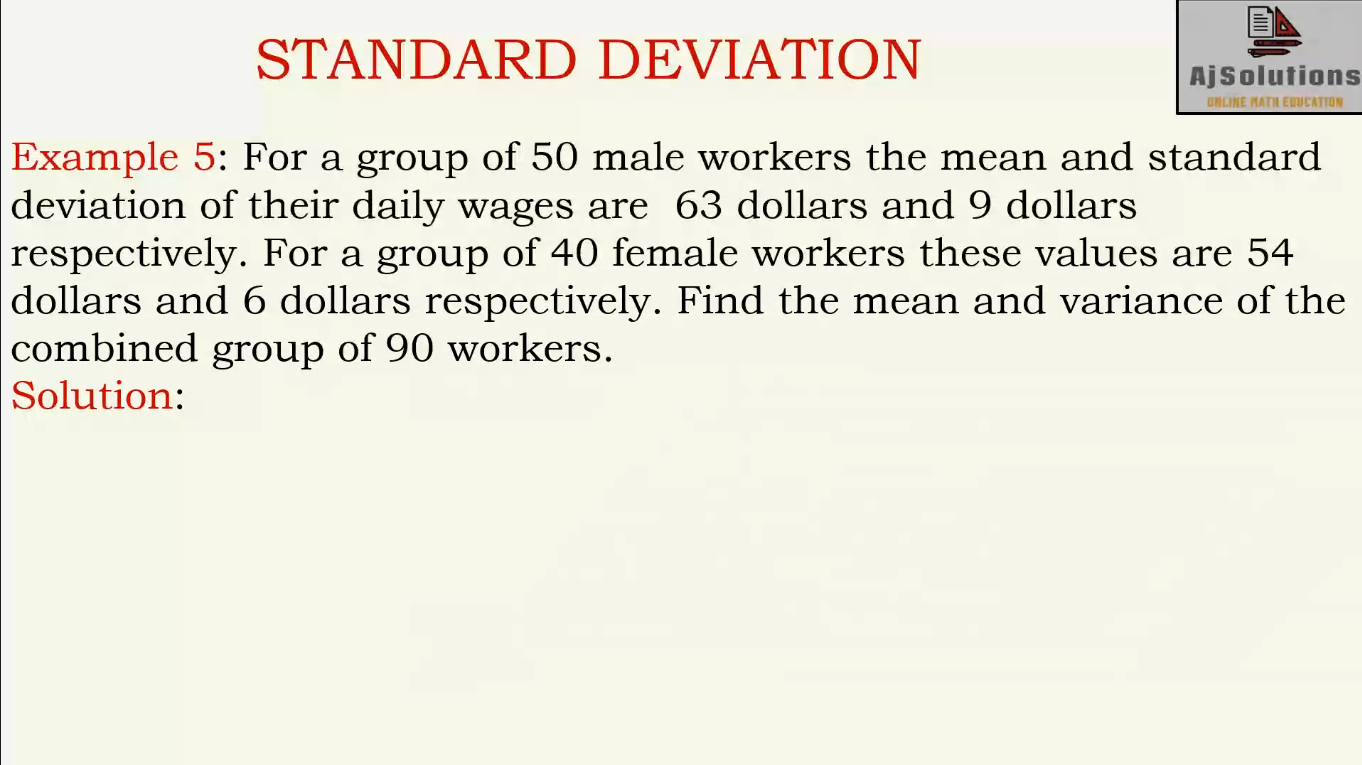 STANDARD DEVIATION
AjSolutions
ONLINE MATH EDUCATION
Example 5: For a group of 50 male workers the mean and standard
deviation of their daily wages are  63 dollars and 9 dollars
respectively. For a group of 40 female workers these values are 54
dollars and 6 dollars respectively. Find the mean and variance of the
combined group of 90 workers.
Solution: